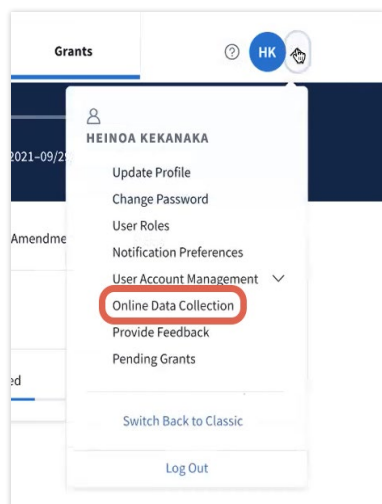 Grants
?
HK
HEINOA KEKANAKA
2021–09/29
Update Profile
Change Password
User Roles
Amendme
Notification Preferences
User Account Management
Online Data Collection
Provide Feedback
Pending Grants
ed
Switch Back to Classic
Log Out